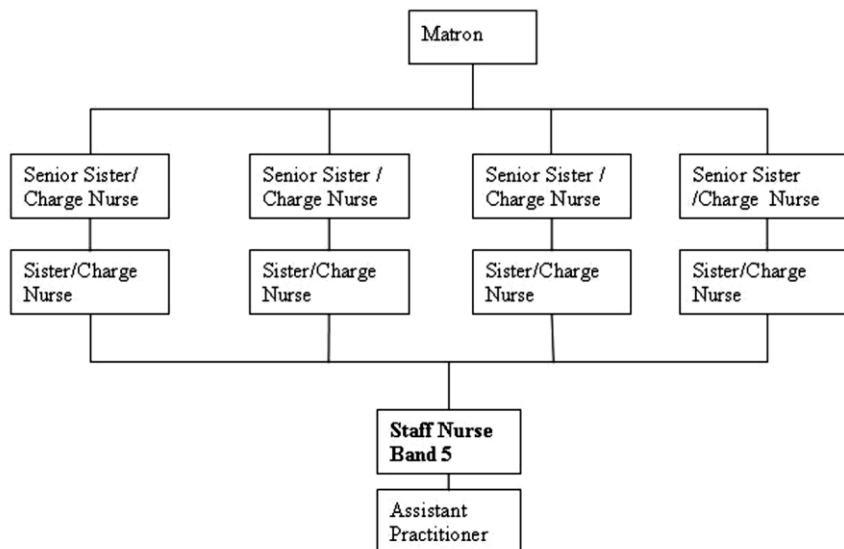 Matron
Senior Sister/
Charge Nurse
Senior Sister /
Charge Nurse
Senior Sister /
Charge Nurse
Senior Sister
/Charge Nurse
Sister/Charge
Nurse
Sister/Charge
Nurse
Sister/Charge
Nurse
Sister/Charge
Nurse
Staff Nurse
Band 5
Assistant
Practitioner